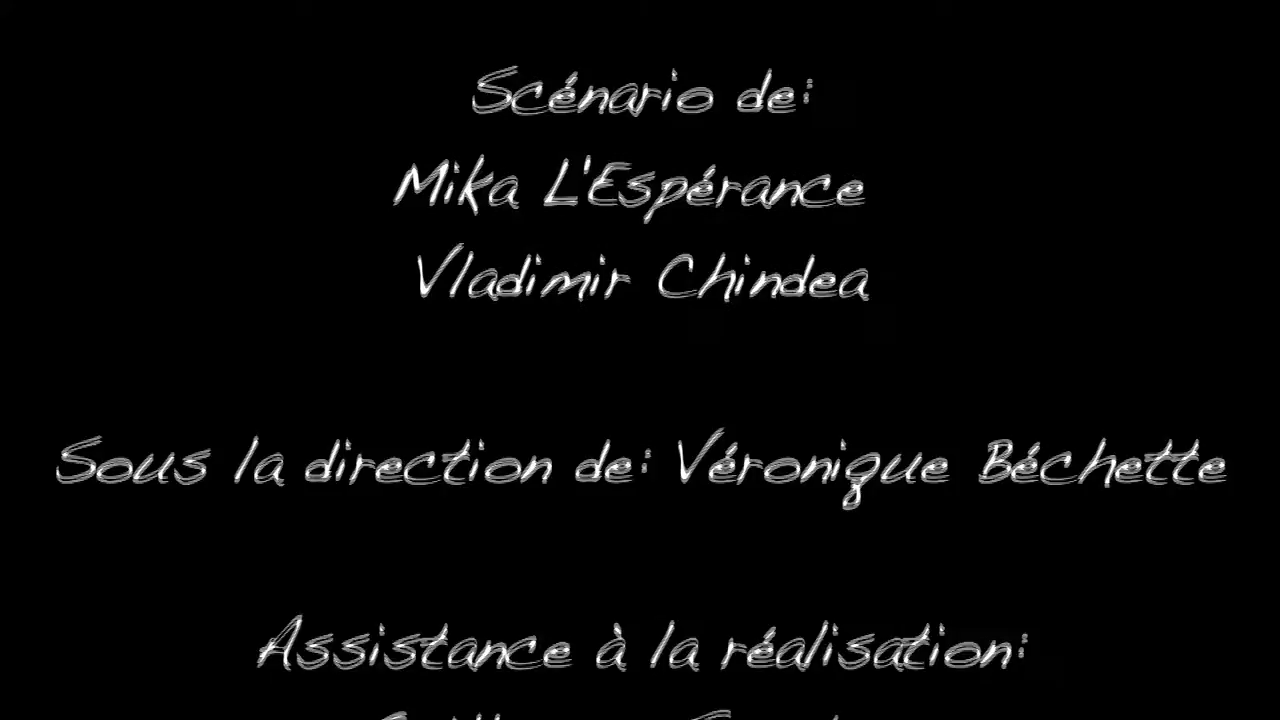 Scénario de:
Mika L'Espérance
Vladimir Chindea
Sous la direction de: Véronique Béchette
Assistance à la réalisation: